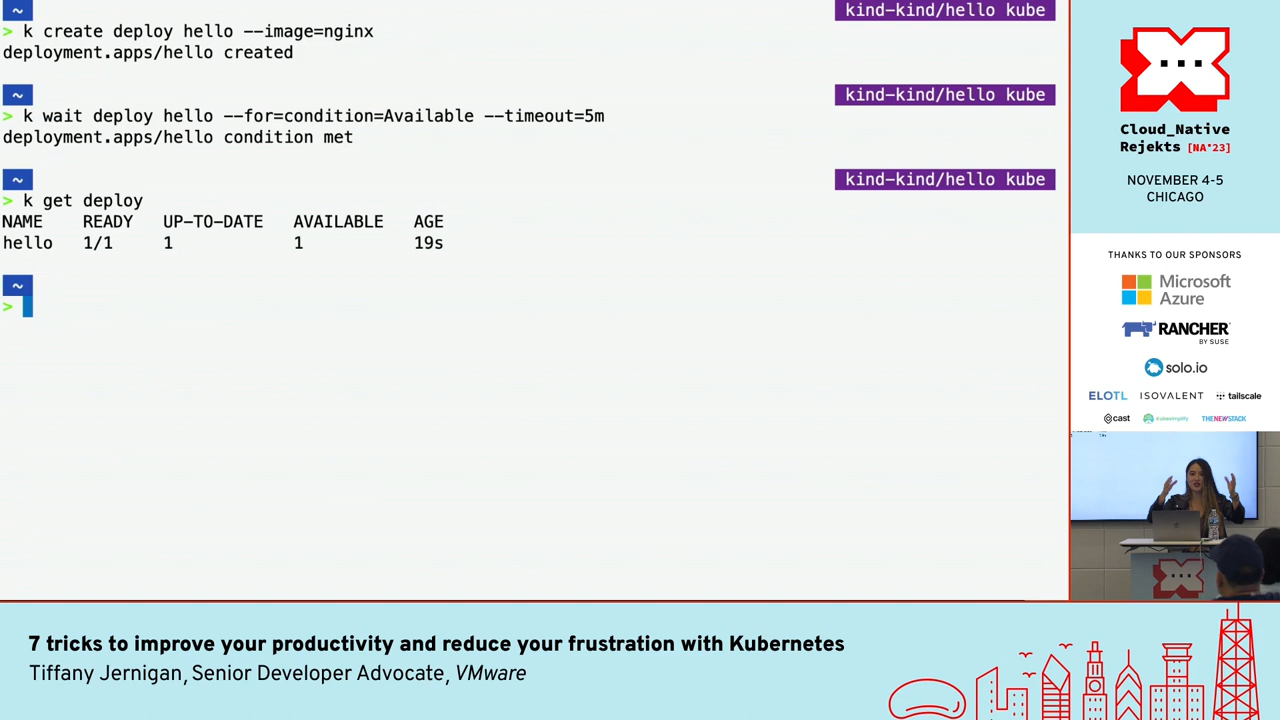 ~ kind-kind/hello kube
> k create deploy hello --image=nginx
deployment.apps/hello created
~ kind-kind/hello kube
> k wait deploy hello --for=condition=Available --timeout=5m
deployment.apps/hello condition met
~ kind-kind/hello kube
> k get deploy
NAME READY UP-TO-DATE AVAILABLE AGE
hello 1/1 1 1 19s
~
>
Cloud_Native
Rejekts [NA'23]
NOVEMBER 4-5
CHICAGO
THANKS TO OUR SPONSORS
Microsoft
Azure
RANCHER
BY SUSE
solo.io
ELOTL ISOVALENT tailscale
cast kubesimplify THENEWSTACK
7 tricks to improve your productivity and reduce your frustration with Kubernetes
Tiffany Jernigan, Senior Developer Advocate, VMware